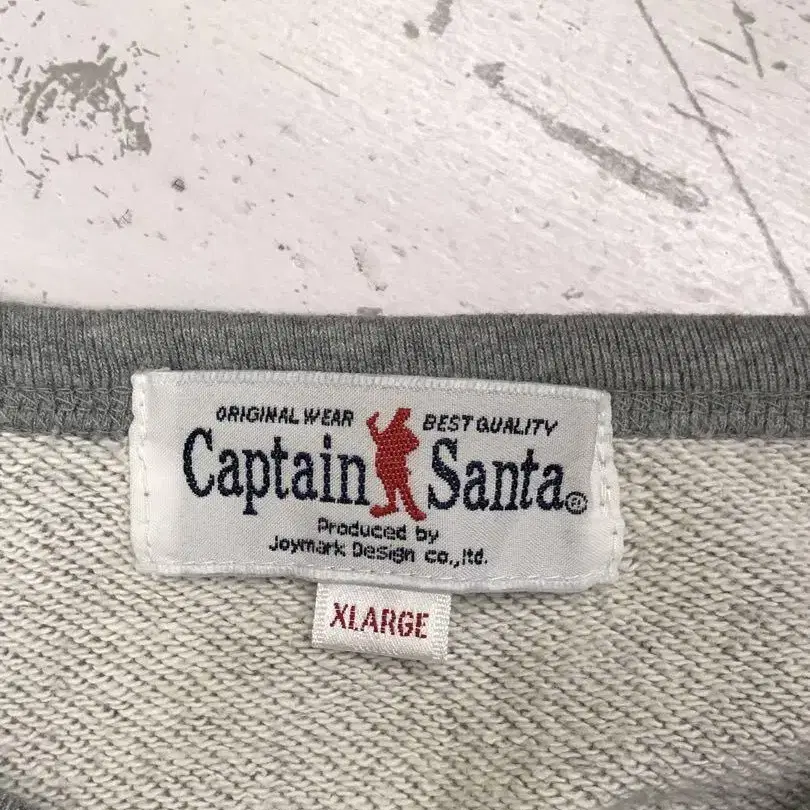 ORIGINAL WEAR BEST QUALITY
Captain Santa®
Produced by
Joymark Design co.,ltd.
XLARGE